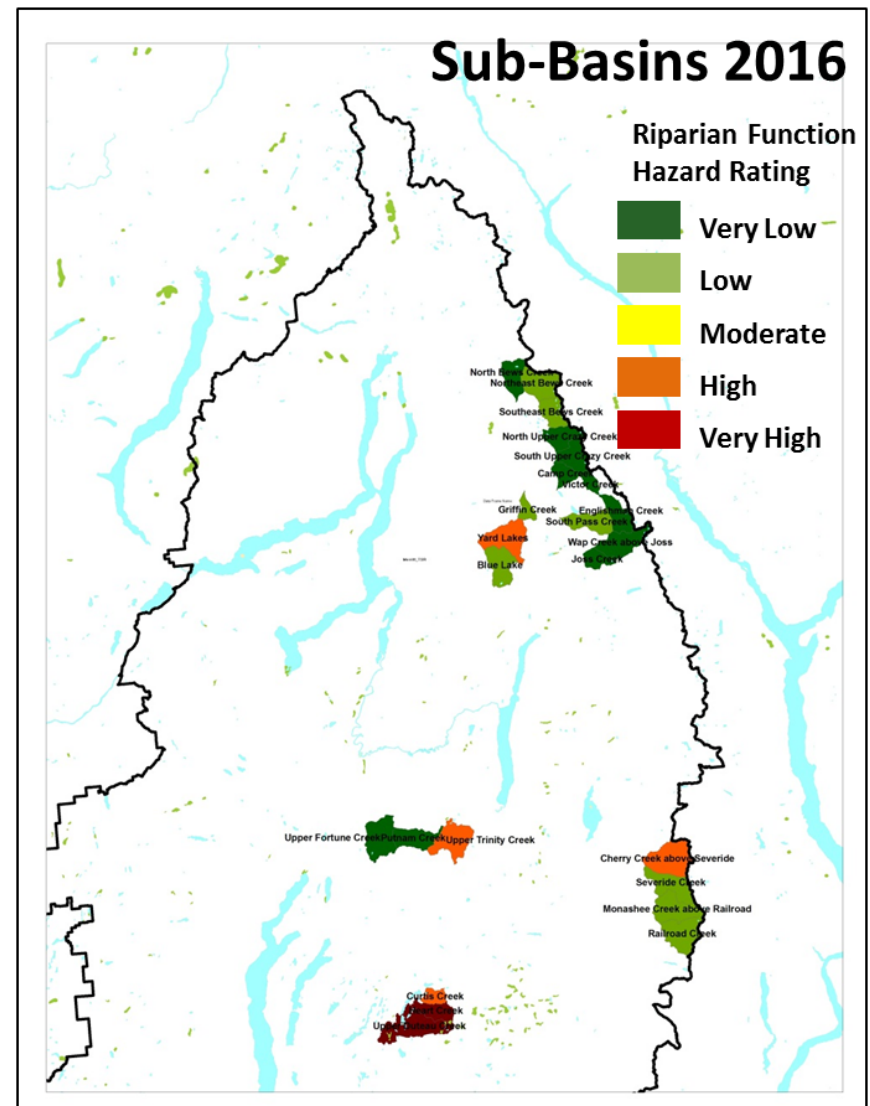 Sub-Basins 2016
Riparian Function
Hazard Rating
Very Low
Low
Moderate
High
Very High
North Bews Creek
Northeast Bews Creek
Southeast Bews Creek
North Upper Crazy Creek
South Upper Crazy Creek
Camp Creek
Victor Creek
Griffin Creek
Englishman Creek
South Pass Creek
Yard Lakes
Wap Creek above Joss
Blue Lake
Joss Creek
Upper Fortune Creek
Putnam Creek
Upper Trinity Creek
Cherry Creek above Severide
Severide Creek
Monashee Creek above Railroad
Railroad Creek
Curtis Creek
Creek
Upper Creek